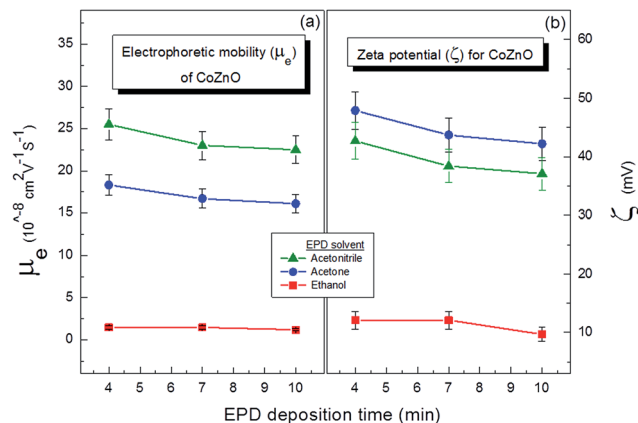 (a)
Electrophoretic mobility (μe)
of CoZnO
(b)
Zeta potential (ζ) for CoZnO
35
30
25
20
15
10
5
0
μe (10^-8 cm2V-1s-1)
60
50
40
30
20
10
ζ (mV)
EPD solvent
Acetonitrile
Acetone
Ethanol
4 5 6 7 8 9 10
4 5 6 7 8 9 10
EPD deposition time (min)